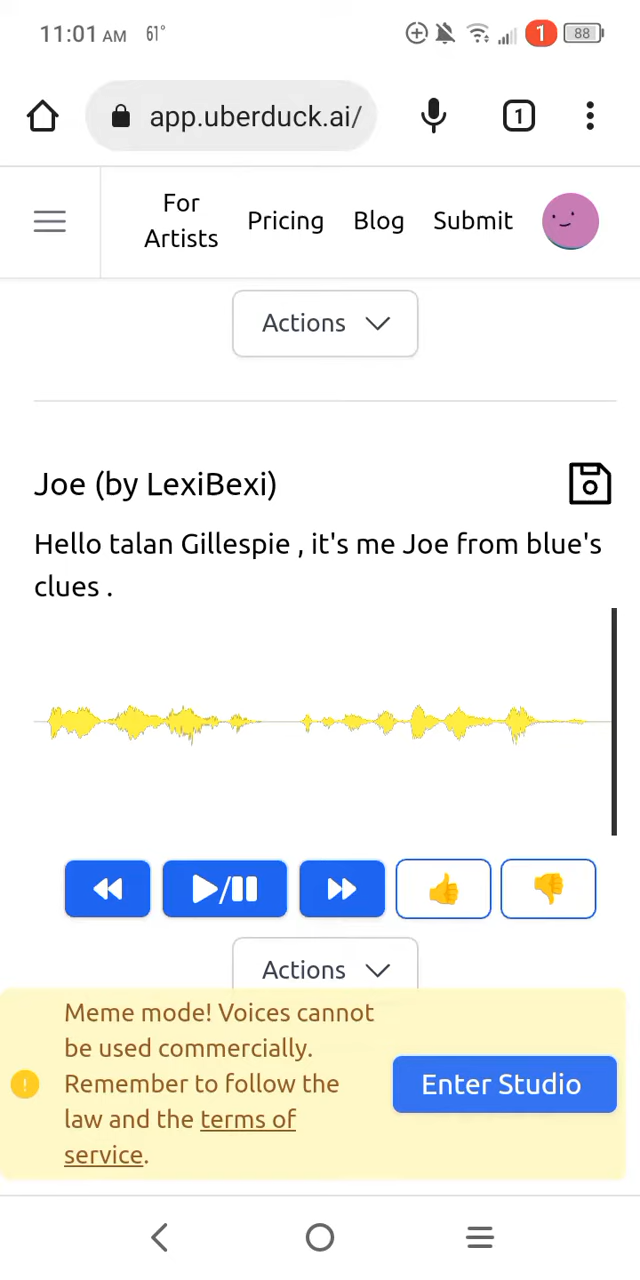 11:01 AM 61°
1 88
app.uberduck.ai/ 1
For Artists Pricing Blog Submit
Actions
Joe (by LexiBexi)
Hello talan Gillespie , it's me Joe from blue's
clues .
Actions
Meme mode! Voices cannot
be used commercially.
Remember to follow the
law and the terms of
service.
Enter Studio